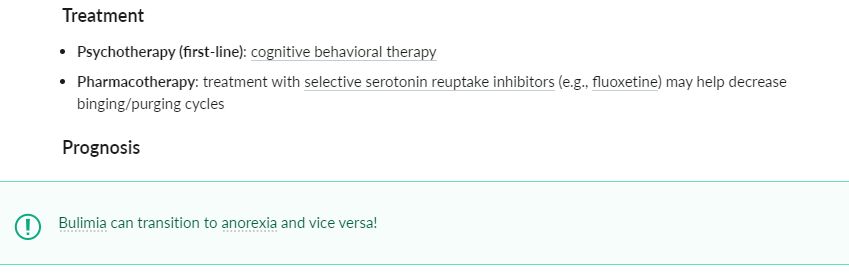 Treatment
• Psychotherapy (first-line): cognitive behavioral therapy
• Pharmacotherapy: treatment with selective serotonin reuptake inhibitors (e.g., fluoxetine) may help decrease
binging/purging cycles
Prognosis
Bulimia can transition to anorexia and vice versa!